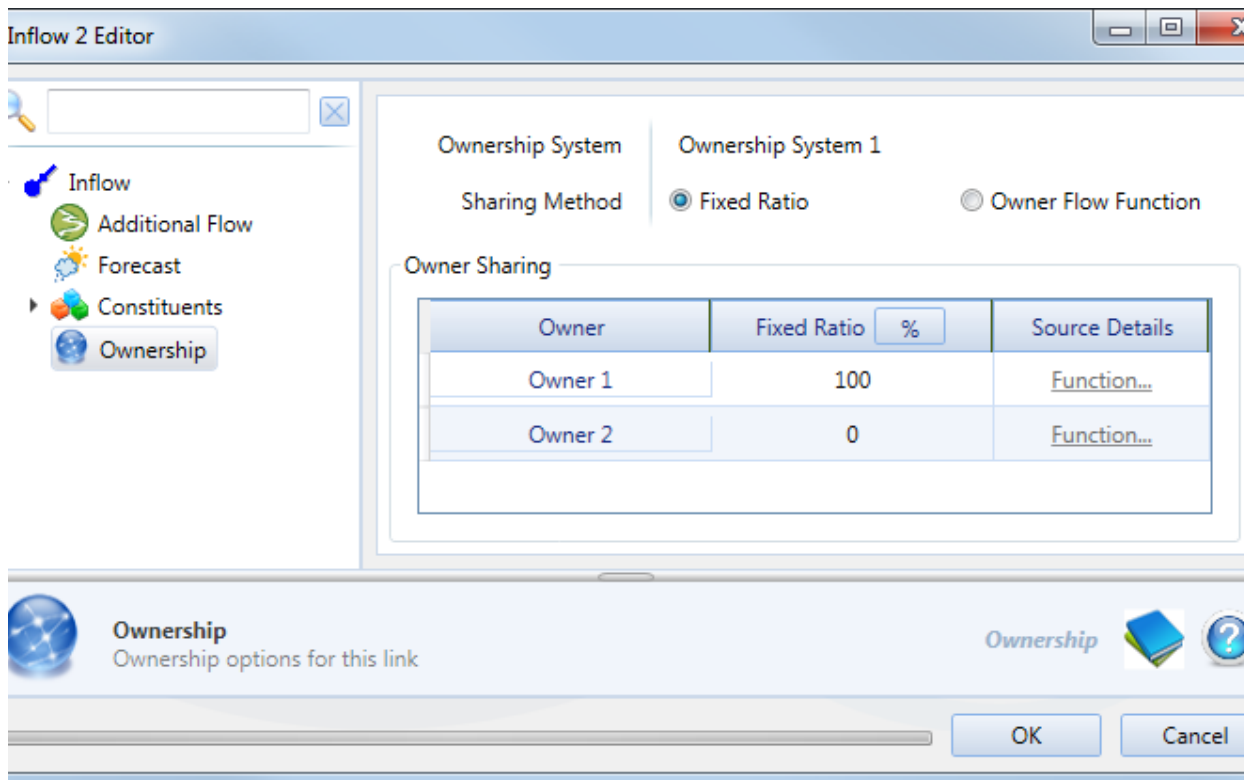 Inflow 2 Editor
Inflow
Additional Flow
Forecast
Constituents
Ownership
Ownership System Ownership System 1
Sharing Method Fixed Ratio Owner Flow Function
Owner Sharing
Owner Fixed Ratio % Source Details
Owner 1 100 Function...
Owner 2 0 Function...
Ownership
Ownership options for this link
Ownership
OK Cancel